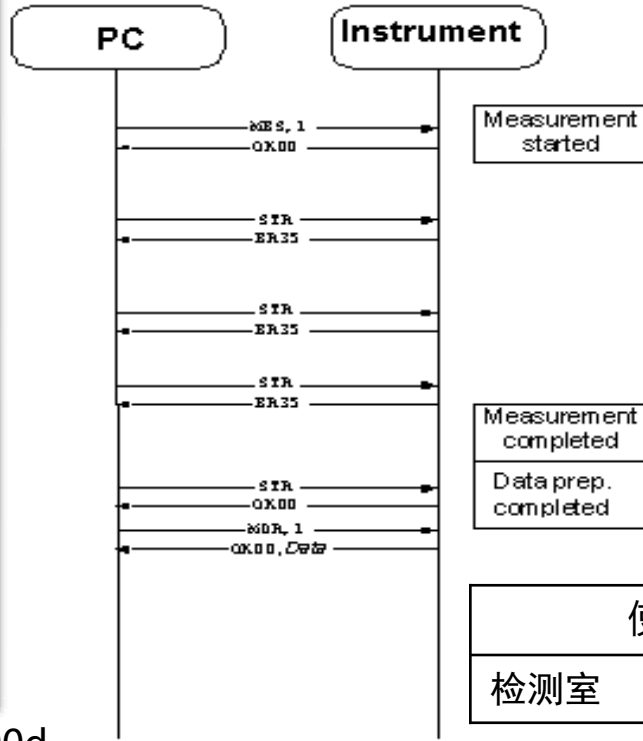 PC
Instrument
MES, 1
OK00
Measurement
started
STR
ER35
STR
ER35
STR
ER35
Measurement
completed
STR
OK00
Data prep.
completed
MDR, 1
OK00, Data
检测室
00d